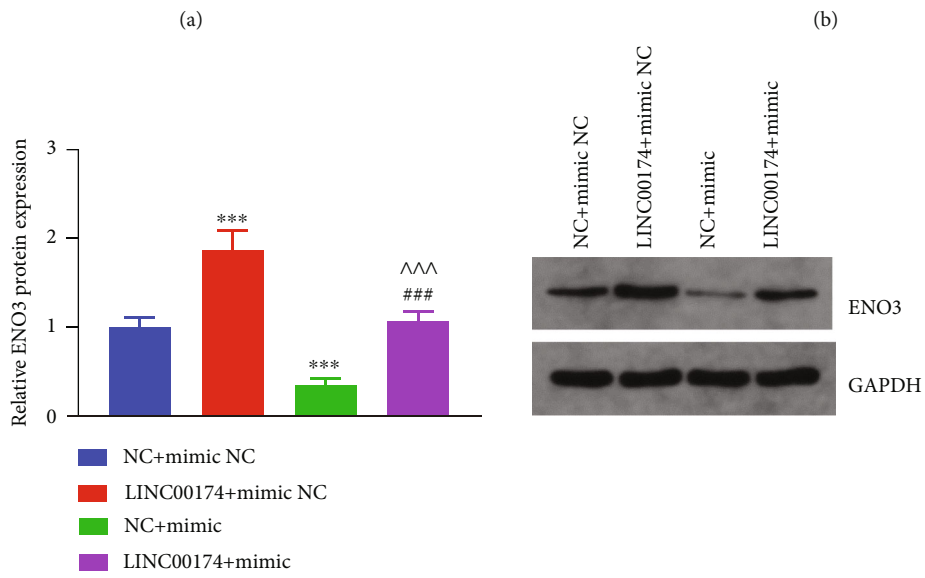 (a)
(b)
Relative ENO3 protein expression
3
2
1
0
***
***
^^^
###
NC+mimic NC
LINC00174+mimic NC
NC+mimic
LINC00174+mimic
NC+mimic NC
LINC00174+mimic NC
NC+mimic
LINC00174+mimic
ENO3
GAPDH